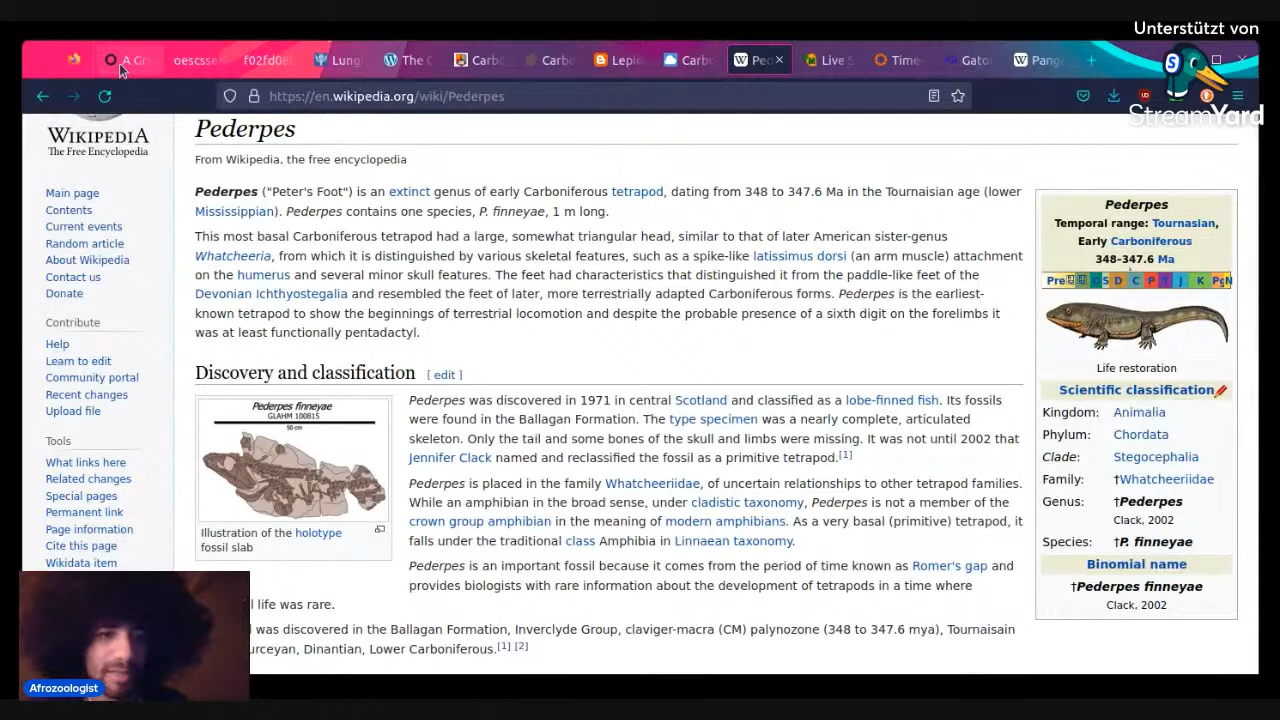 Unterstützt von
A Gr
oescsse
f02fd08
Lung
The C
Carbo
Carbo
Lepi
Carbo
Ped
Live S
Time
Gato
Pang
https://en.wikipedia.org/wiki/Pederpes
StreamYard
WIKIPEDIA
The Free Encyclopedia
Main page
Contents
Current events
Random article
About Wikipedia
Contact us
Donate
Contribute
Help
Learn to edit
Community portal
Recent changes
Upload file
Tools
What links here
Related changes
Special pages
Permanent link
Page information
Cite this page
Wikidata item
Pederpes
From Wikipedia, the free encyclopedia
Pederpes ("Peter's Foot") is an extinct genus of early Carboniferous tetrapod, dating from 348 to 347.6 Ma in the Tournaisian age (lower
Mississippian). Pederpes contains one species, P. finneyae, 1 m long.
This most basal Carboniferous tetrapod had a large, somewhat triangular head, similar to that of later American sister-genus
Whatcheeria, from which it is distinguished by various skeletal features, such as a spike-like latissimus dorsi (an arm muscle) attachment
on the humerus and several minor skull features. The feet had characteristics that distinguished it from the paddle-like feet of the
Devonian Ichthyostegalia and resembled the feet of later, more terrestrially adapted Carboniferous forms. Pederpes is the earliest-
known tetrapod to show the beginnings of terrestrial locomotion and despite the probable presence of a sixth digit on the forelimbs it
was at least functionally pentadactyl.
Discovery and classification [ edit ]
Pederpes finneyae
GLAHM 100815
50 cm
Illustration of the holotype
fossil slab
Pederpes was discovered in 1971 in central Scotland and classified as a lobe-finned fish. Its fossils
were found in the Ballagan Formation. The type specimen was a nearly complete, articulated
skeleton. Only the tail and some bones of the skull and limbs were missing. It was not until 2002 that
Jennifer Clack named and reclassified the fossil as a primitive tetrapod.[1]
Pederpes is placed in the family Whatcheeriidae, of uncertain relationships to other tetrapod families.
While an amphibian in the broad sense, under cladistic taxonomy, Pederpes is not a member of the
crown group amphibian in the meaning of modern amphibians. As a very basal (primitive) tetrapod, it
falls under the traditional class Amphibia in Linnaean taxonomy.
Pederpes is an important fossil because it comes from the period of time known as Romer's gap and
provides biologists with rare information about the development of tetrapods in a time where
l life was rare.
was discovered in the Ballagan Formation, Inverclyde Group, claviger-macra (CM) palynozone (348 to 347.6 mya), Tournaisain
urceyan, Dinantian, Lower Carboniferous.[1] [2]
Pederpes
Temporal range: Tournasian,
Early Carboniferous
348–347.6 Ma
Pre O S D C P T J K Pg N
Life restoration
Scientific classification
Kingdom: Animalia
Phylum: Chordata
Clade: Stegocephalia
Family: †Whatcheeriidae
Genus: †Pederpes
Clack, 2002
Species: †P. finneyae
Binomial name
†Pederpes finneyae
Clack, 2002
Afrozoologist